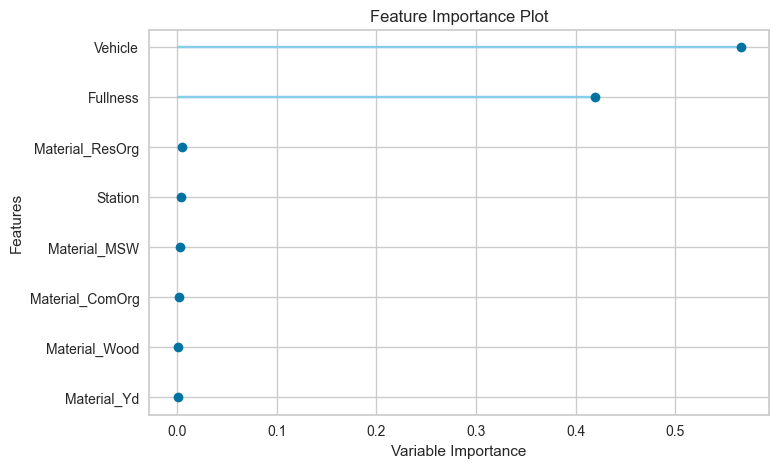 Feature Importance Plot
Vehicle
Fullness
Material_ResOrg
Station
Material_MSW
Material_ComOrg
Material_Wood
Material_Yd
Features
0.0 0.1 0.2 0.3 0.4 0.5
Variable Importance